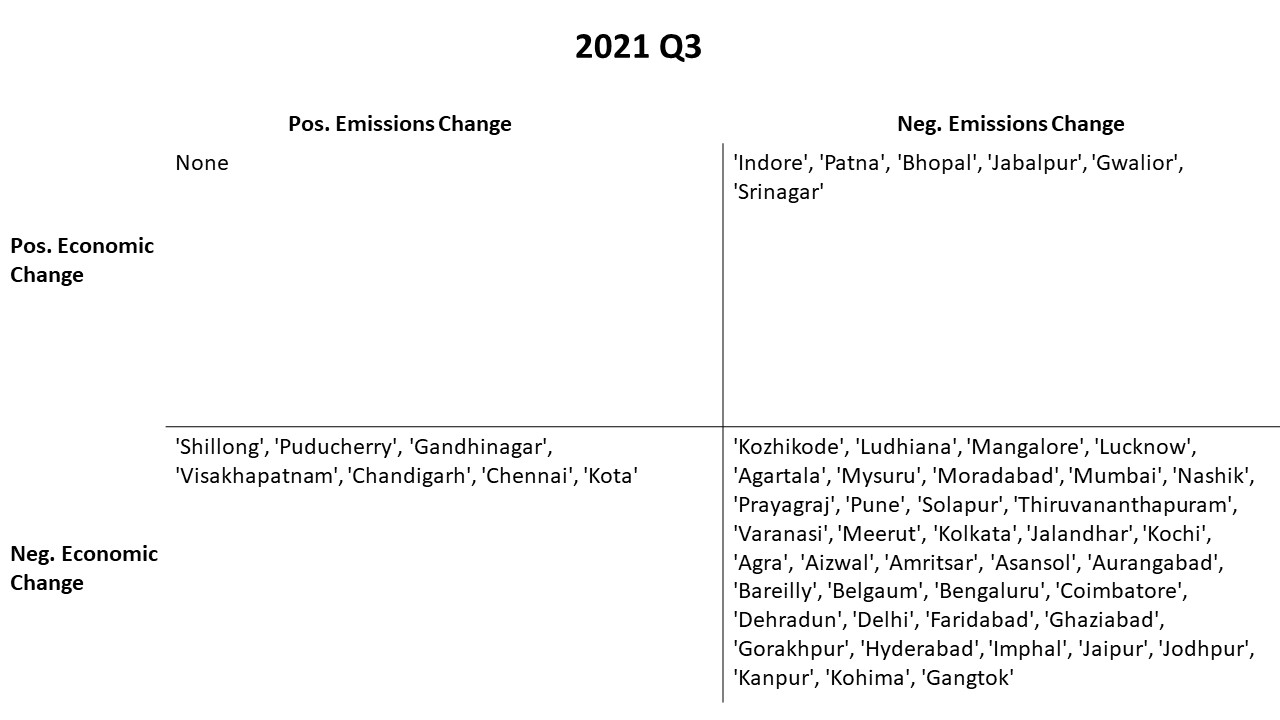 2021 Q3
Pos. Emissions Change
Neg. Emissions Change
Pos. Economic
Change
None
'Indore', 'Patna', 'Bhopal', 'Jabalpur', 'Gwalior',
'Srinagar'
Neg. Economic
Change
'Shillong', 'Puducherry', 'Gandhinagar',
'Visakhapatnam', 'Chandigarh', 'Chennai', 'Kota'
'Kozhikode', 'Ludhiana', 'Mangalore', 'Lucknow',
'Agartala', 'Mysuru', 'Moradabad', 'Mumbai', 'Nashik',
'Prayagraj', 'Pune', 'Solapur', 'Thiruvananthapuram',
'Varanasi', 'Meerut', 'Kolkata', 'Jalandhar', 'Kochi',
'Agra', 'Aizwal', 'Amritsar', 'Asansol', 'Aurangabad',
'Bareilly', 'Belgaum', 'Bengaluru', 'Coimbatore',
'Dehradun', 'Delhi', 'Faridabad', 'Ghaziabad',
'Gorakhpur', 'Hyderabad', 'Imphal', 'Jaipur', 'Jodhpur',
'Kanpur', 'Kohima', 'Gangtok'